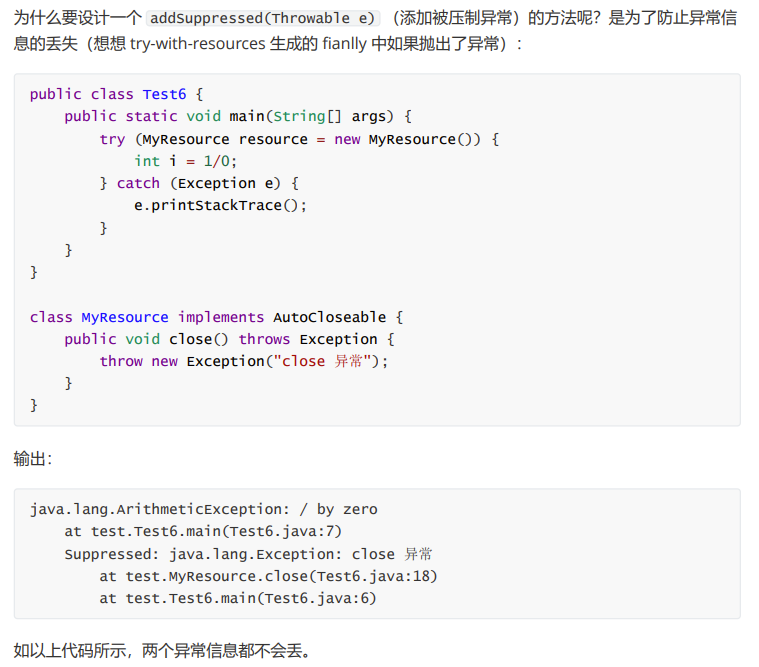 为什么要设计一个 addSuppressed(Throwable e) （添加被压制异常）的方法呢？是为了防止异常信
息的丢失（想想 try-with-resources 生成的 fianlly 中如果抛出了异常）：
public class Test6 {
    public static void main(String[] args) {
        try (MyResource resource = new MyResource()) {
            int i = 1/0;
        } catch (Exception e) {
            e.printStackTrace();
        }
    }
}
class MyResource implements AutoCloseable {
    public void close() throws Exception {
        throw new Exception("close 异常");
    }
}
输出：
java.lang.ArithmeticException: / by zero
    at test.Test6.main(Test6.java:7)
    Suppressed: java.lang.Exception: close 异常
        at test.MyResource.close(Test6.java:18)
        at test.Test6.main(Test6.java:6)
如以上代码所示，两个异常信息都不会丢。